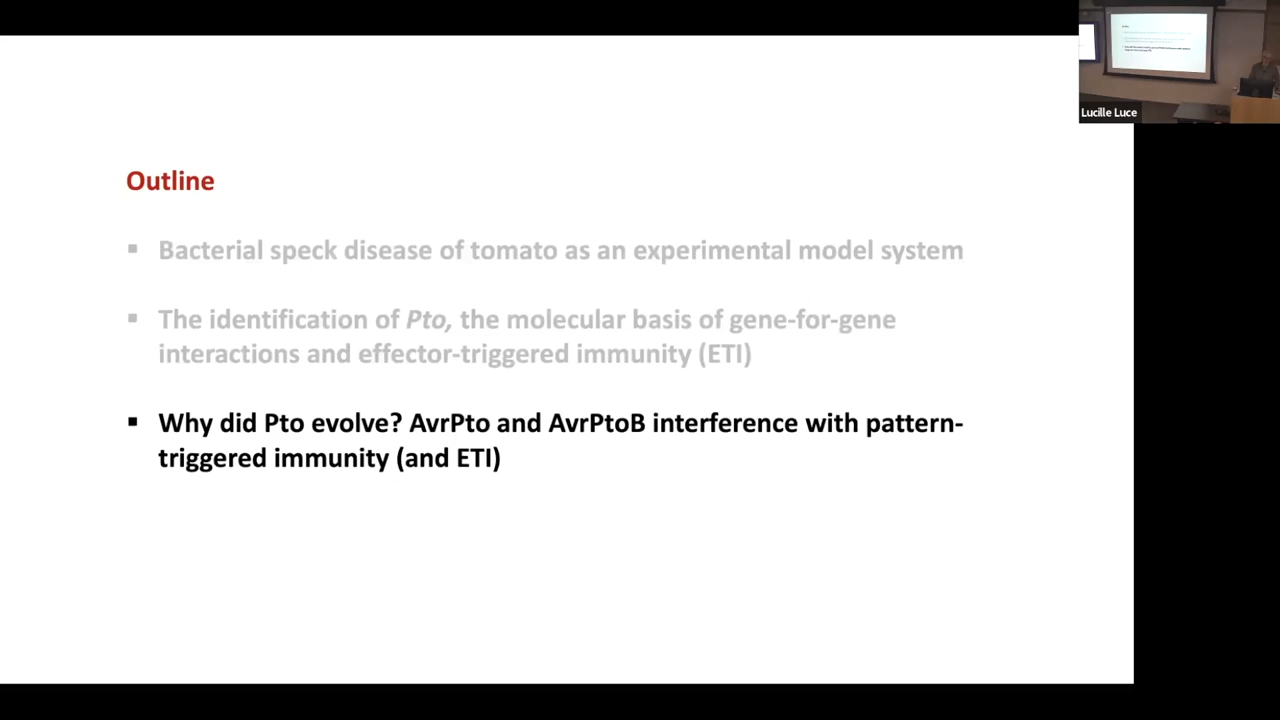 Lucille Luce
Outline
▪ Bacterial speck disease of tomato as an experimental model system
▪ The identification of Pto, the molecular basis of gene-for-gene
interactions and effector-triggered immunity (ETI)
▪ Why did Pto evolve? AvrPto and AvrPtoB interference with pattern-
triggered immunity (and ETI)